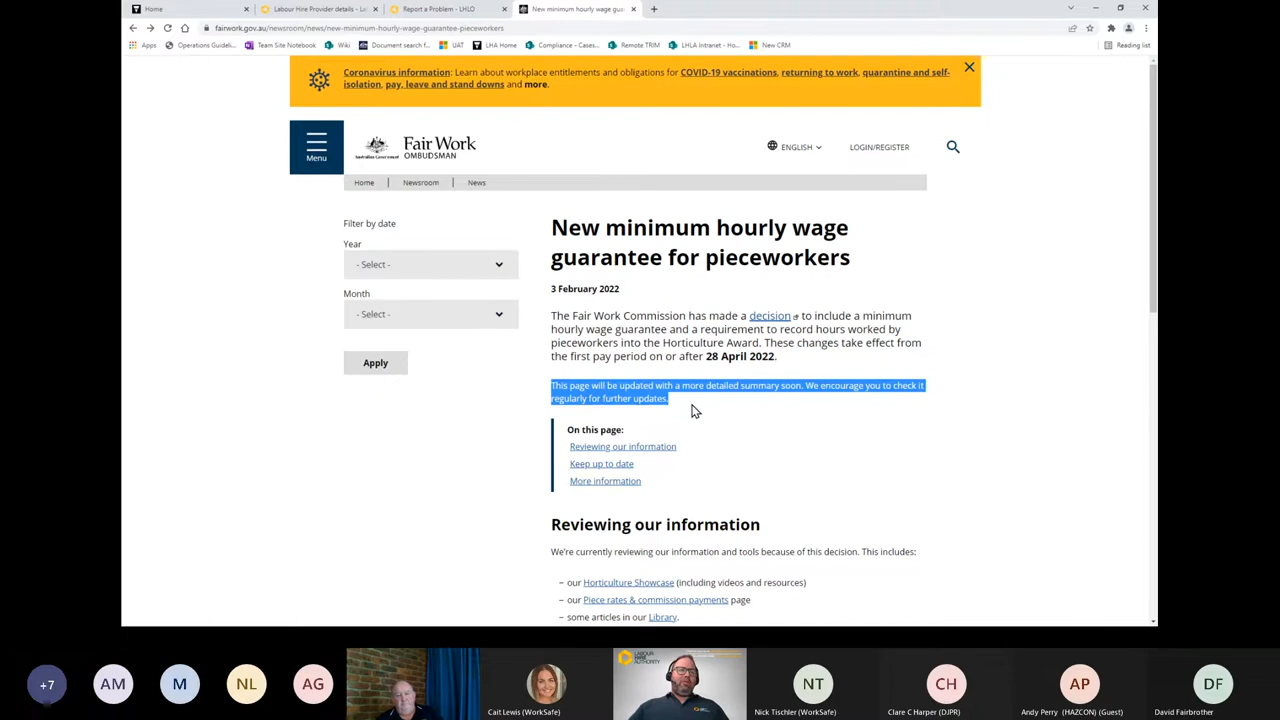 Home
Labour Hire Provider details - La
Report a Problem - LHLO
New minimum hourly wage gua
fairwork.gov.au/newsroom/news/new-minimum-hourly-wage-guarantee-pieceworkers
Apps
Operations Guideli...
Team Site Notebook
Wiki
Document search f...
UAT
LHA Home
Compliance - Cases...
Remote TRIM
LHLA Intranet - Ho...
New CRM
Reading list
Coronavirus information: Learn about workplace entitlements and obligations for COVID-19 vaccinations, returning to work, quarantine and self-
isolation, pay, leave and stand downs and more.
Menu
Australian Government
Fair Work
OMBUDSMAN
ENGLISH
LOGIN/REGISTER
Home | Newsroom | News
Filter by date
Year
- Select -
Month
- Select -
Apply
New minimum hourly wage
guarantee for pieceworkers
3 February 2022
The Fair Work Commission has made a decision to include a minimum
hourly wage guarantee and a requirement to record hours worked by
pieceworkers into the Horticulture Award. These changes take effect from
the first pay period on or after 28 April 2022.
This page will be updated with a more detailed summary soon. We encourage you to check it
regularly for further updates.
On this page:
Reviewing our information
Keep up to date
More information
Reviewing our information
We're currently reviewing our information and tools because of this decision. This includes:
– our Horticulture Showcase (including videos and resources)
– our Piece rates & commission payments page
– some articles in our Library.
+7
AM
M
NL
AG
Cait Lewis (WorkSafe)
LABOUR
HIRE
AUTHORITY
NT
Nick Tischler (WorkSafe)
CH
Clare C Harper (DJPR)
AP
Andy Perry (HAZCON) (Guest)
DF
David Fairbrother